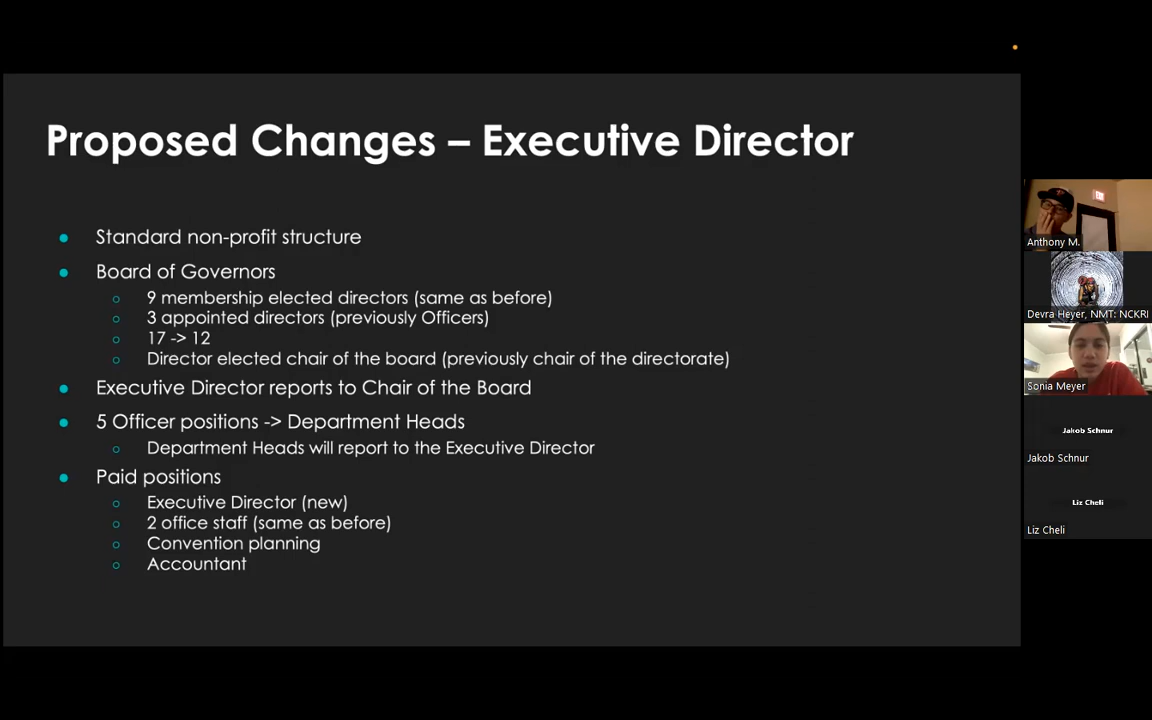 Proposed Changes – Executive Director
Standard non-profit structure
Board of Governors
9 membership elected directors (same as before)
3 appointed directors (previously Officers)
17 -> 12
Director elected chair of the board (previously chair of the directorate)
Executive Director reports to Chair of the Board
5 Officer positions -> Department Heads
Department Heads will report to the Executive Director
Paid positions
Executive Director (new)
2 office staff (same as before)
Convention planning
Accountant
Anthony M.
Devra Heyer, NMT: NCKRI
Sonia Meyer
Jakob Schnur
Jakob Schnur
Liz Cheli
Liz Cheli